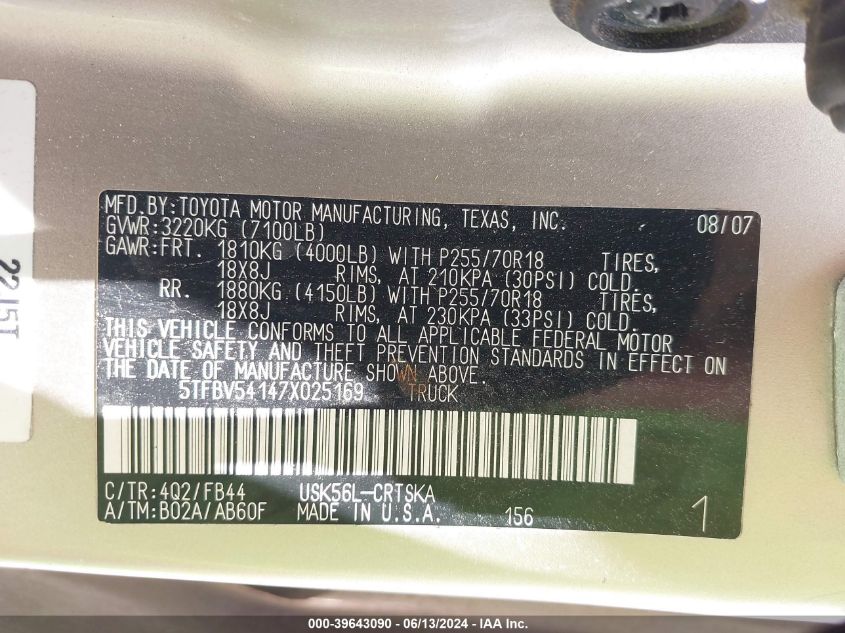 MFD.BY:TOYOTA MOTOR MANUFACTURING, TEXAS, INC. 08/07
GVWR:3220KG (7100LB)
GAWR:FRT. 1810KG (4000LB) WITH P255/70R18 TIRES,
18X8J RIMS, AT 210KPA (30PSI) COLD.
RR. 1880KG (4150LB) WITH P255/70R18 TIRES,
18X8J RIMS, AT 230KPA (33PSI) COLD.
THIS VEHICLE CONFORMS TO ALL APPLICABLE FEDERAL MOTOR
VEHICLE SAFETY AND THEFT PREVENTION STANDARDS IN EFFECT ON
THE DATE OF MANUFACTURE SHOWN ABOVE.
5TFBV54147X025169 TRUCK
C/TR:4Q2/FB44 USK56L-CRTSKA
A/TM:B02A/AB60F MADE IN U.S.A. 156 1
22J5T
000-39643090 - 06/13/2024 - IAA Inc.